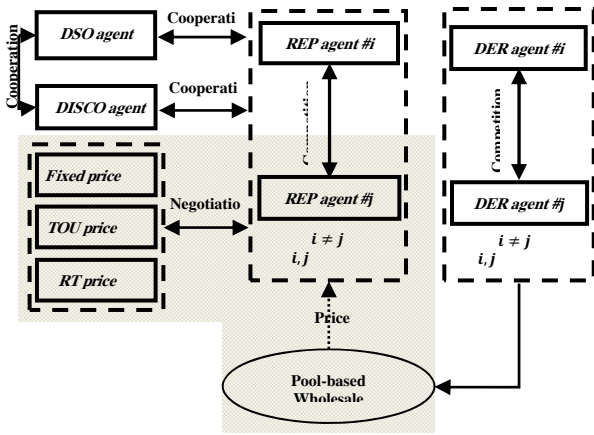 DSO agent
Cooperati
REP agent #i
DER agent #i
Cooperation
DISCO agent
Cooperati
Competition
Fixed price
TOU price
RT price
Negotiatio
REP agent #j
i ≠ j
i,j
DER agent #j
i ≠ j
i,j
Price
Pool-based
Wholesale